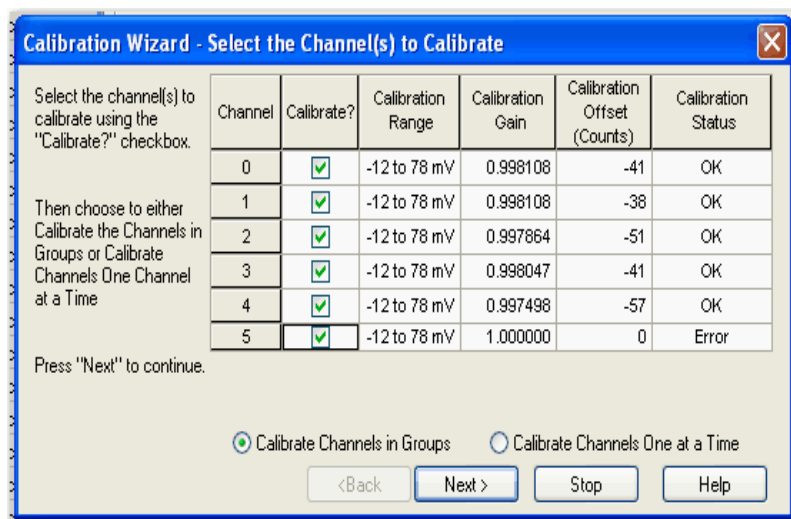 Calibration Wizard - Select the Channel(s) to Calibrate
Select the channel(s) to
calibrate using the
"Calibrate?" checkbox.
Then choose to either
Calibrate the Channels in
Groups or Calibrate
Channels One Channel
at a Time
Press "Next" to continue.
Channel Calibrate? Calibration Range Calibration Gain Calibration Offset (Counts) Calibration Status
0 -12 to 78 mV 0.998108 -41 OK
1 -12 to 78 mV 0.998108 -38 OK
2 -12 to 78 mV 0.997864 -51 OK
3 -12 to 78 mV 0.998047 -41 OK
4 -12 to 78 mV 0.997498 -57 OK
5 -12 to 78 mV 1.000000 0 Error
Calibrate Channels in Groups Calibrate Channels One at a Time
<Back Next > Stop Help